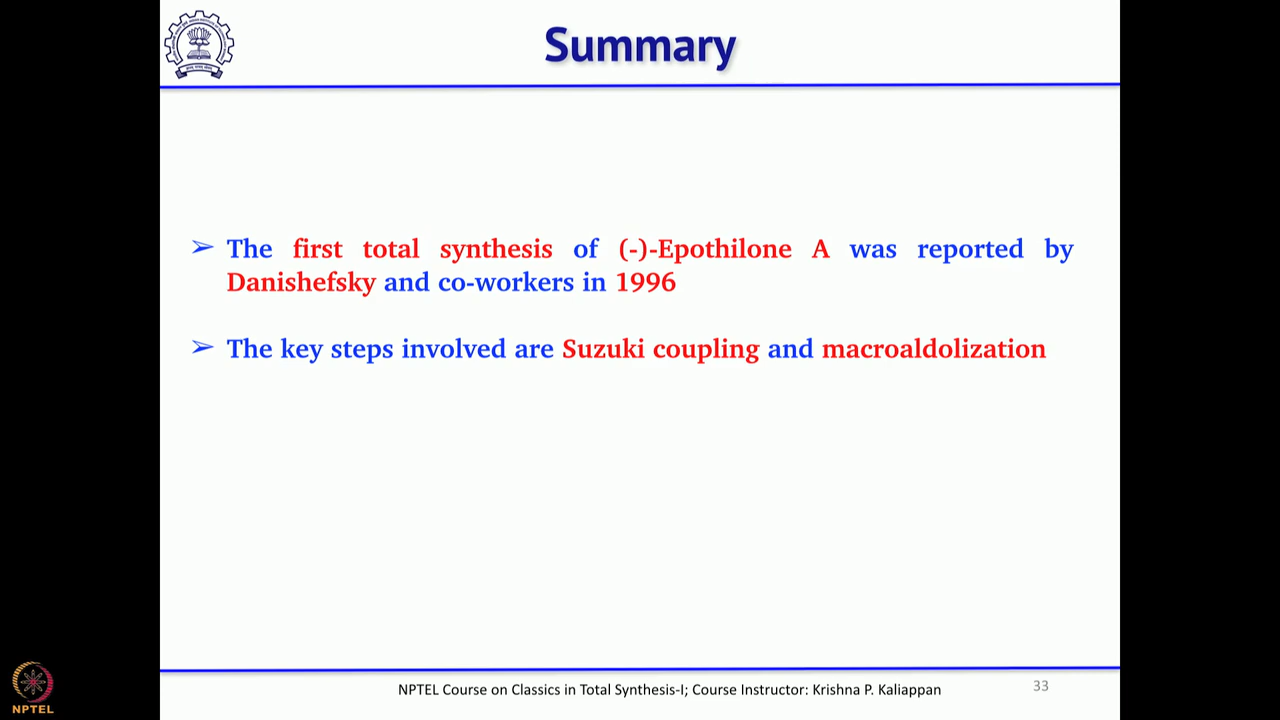 Summary
➢ The first total synthesis of (-)-Epothilone A was reported by
Danishefsky and co-workers in 1996
➢ The key steps involved are Suzuki coupling and macroaldolization
NPTEL Course on Classics in Total Synthesis-I; Course Instructor: Krishna P. Kaliappan
33
NPTEL